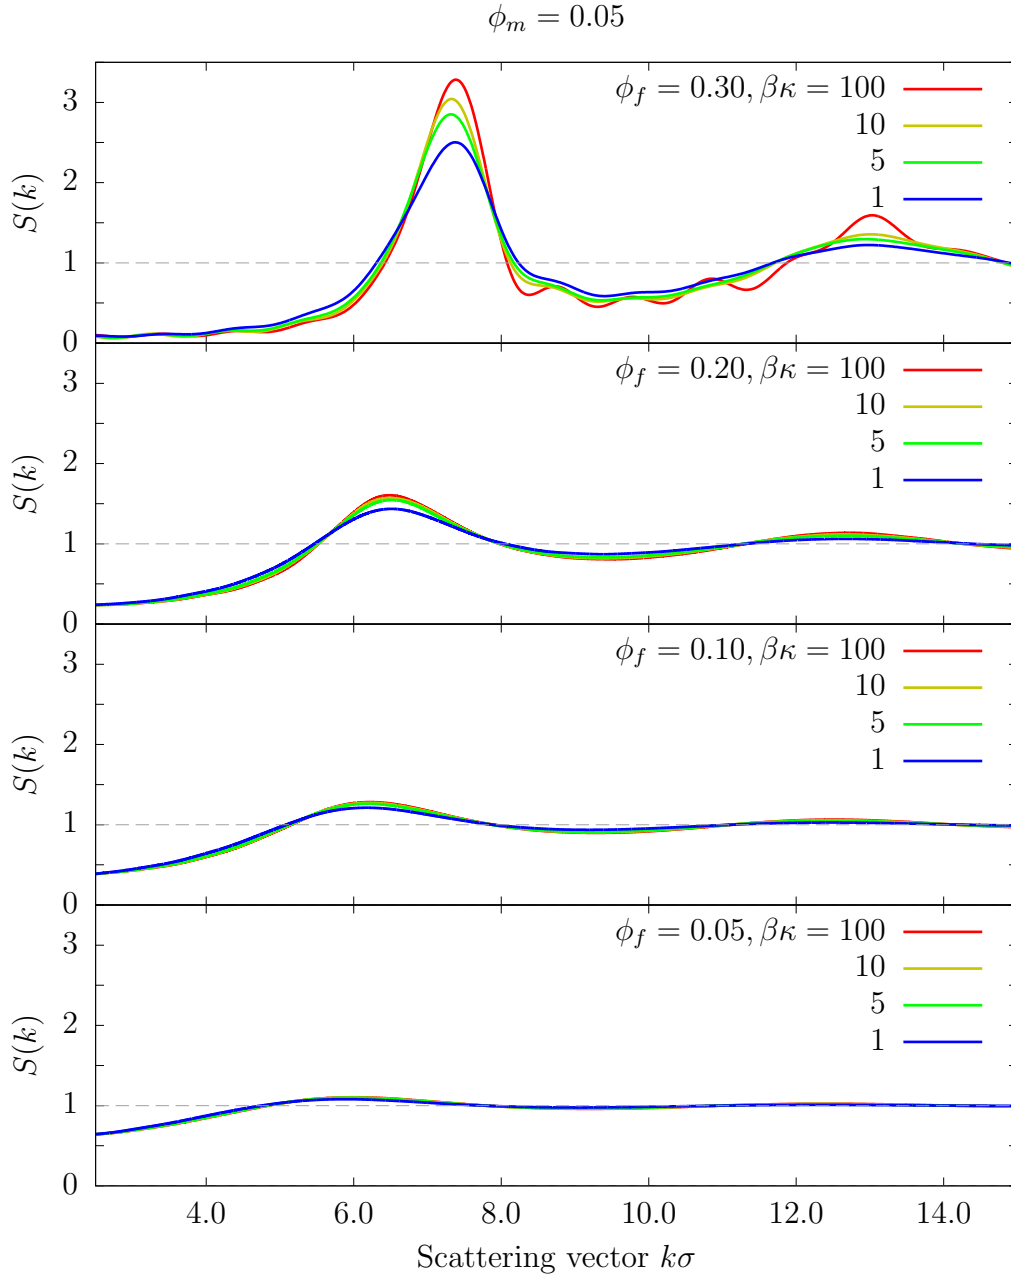 ϕ_m = 0.05
ϕ_f = 0.30, βκ = 100
10
5
1
3
2
1
0
S(k)
ϕ_f = 0.20, βκ = 100
10
5
1
3
2
1
0
S(k)
ϕ_f = 0.10, βκ = 100
10
5
1
3
2
1
0
S(k)
ϕ_f = 0.05, βκ = 100
10
5
1
3
2
1
0
S(k)
4.0 6.0 8.0 10.0 12.0 14.0
Scattering vector kσ